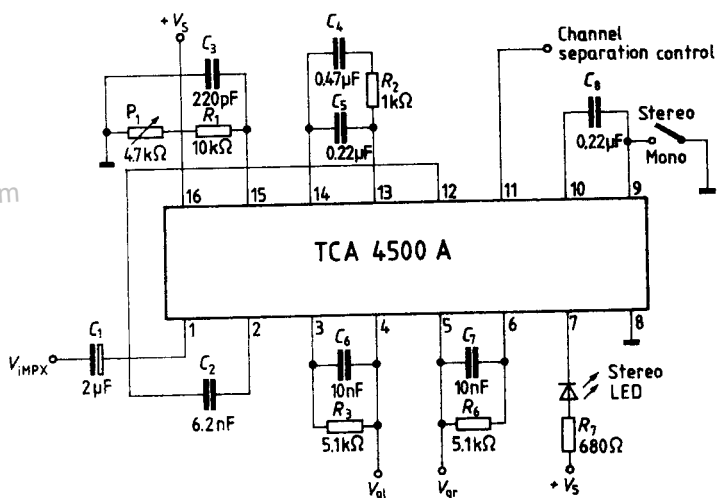 + V_S
C_3
220pF
P_1
4.7kΩ
R_1
10kΩ
C_4
0.47µF
R_2
1kΩ
C_5
0.22µF
Channel
separation control
C_8
0,22µF
Stereo
Mono
m
16
15
14
13
12
11
10
9
TCA 4500 A
1
2
3
4
5
6
7
8
V_iMPX
C_1
2µF
C_2
6.2nF
C_6
10nF
R_3
5.1kΩ
C_7
10nF
R_6
5.1kΩ
Stereo
LED
R_7
680Ω
V_ql
V_qr
+ V_S